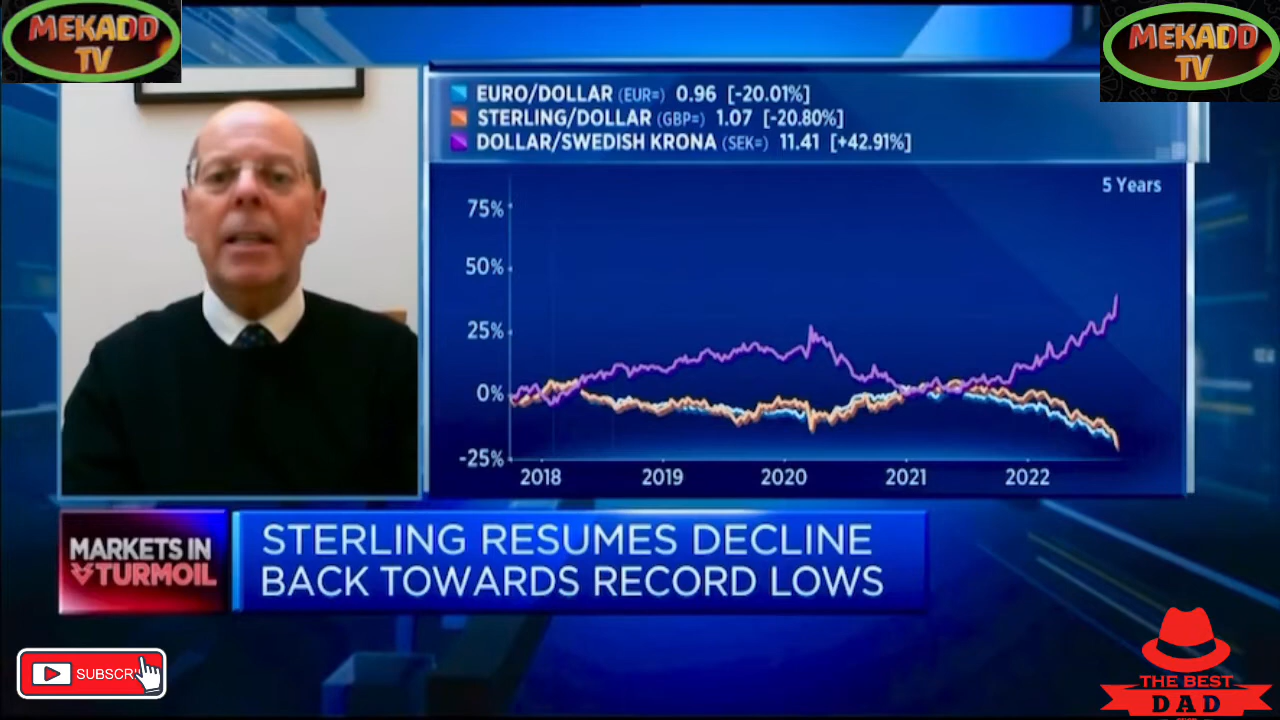 MEKADD
TV
MEKADD
TV
EURO/DOLLAR (EUR=) 0.96 [-20.01%]
STERLING/DOLLAR (GBP=) 1.07 [-20.80%]
DOLLAR/SWEDISH KRONA (SEK=) 11.41 [+42.91%]
5 Years
75%
50%
25%
0%
-25%
2018 2019 2020 2021 2022
MARKETS IN
TURMOIL
STERLING RESUMES DECLINE
BACK TOWARDS RECORD LOWS
SUBSCRI
THE BEST
DAD